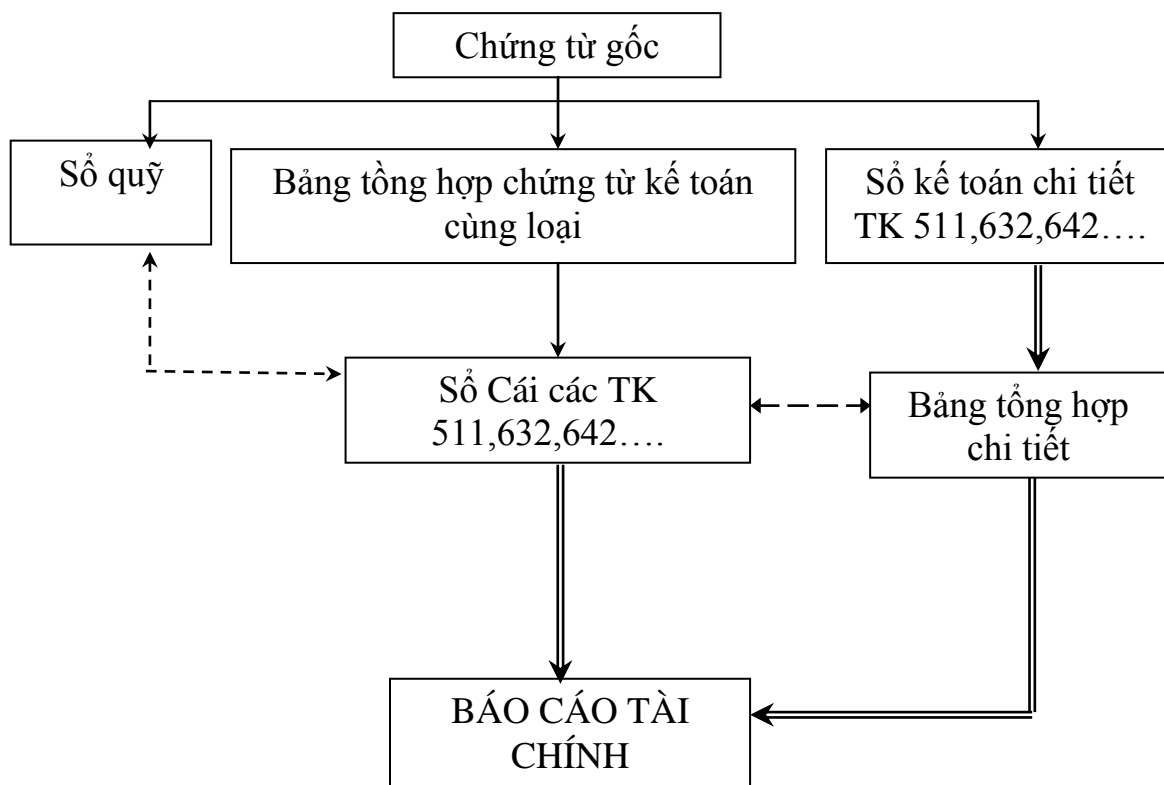 Chứng từ gốc
Sổ quỹ
Bảng tổng hợp chứng từ kế toán
cùng loại
Sổ kế toán chi tiết
TK 511,632,642….
Sổ Cái các TK
511,632,642….
Bảng tổng hợp
chi tiết
BÁO CÁO TÀI
CHÍNH